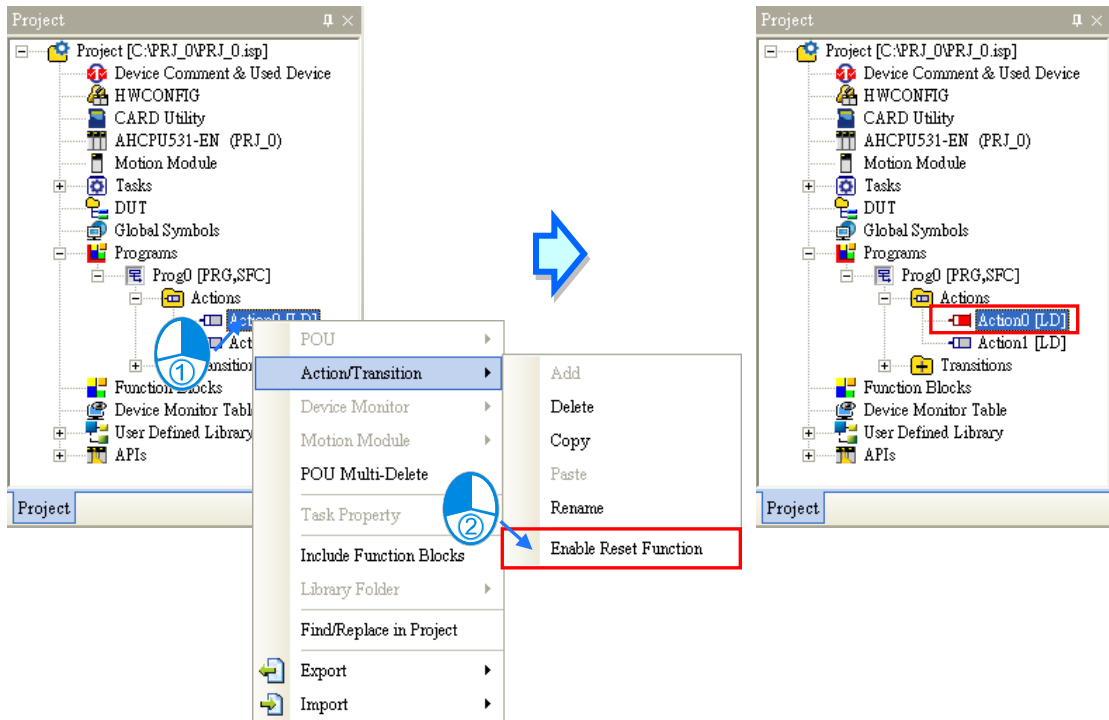 Project
Project [C:\PRJ_0\PRJ_0.isp]
Device Comment & Used Device
HWCONFIG
CARD Utility
AHCPU531-EN (PRJ_0)
Motion Module
Tasks
DUT
Global Symbols
Programs
Prog0 [PRG,SFC]
Actions
Action0 [LD]
Function Blocks
Device Monitor
User Defined Library
APIs
Project
①
POU
Action/Transition
Device Monitor
Motion Module
POU Multi-Delete
Task Property
Include Function Blocks
Library Folder
Find/Replace in Project
Export
Import
②
Add
Delete
Copy
Paste
Rename
Enable Reset Function
Project
Project [C:\PRJ_0\PRJ_0.isp]
Device Comment & Used Device
HWCONFIG
CARD Utility
AHCPU531-EN (PRJ_0)
Motion Module
Tasks
DUT
Global Symbols
Programs
Prog0 [PRG,SFC]
Actions
Action0 [LD]
Action1 [LD]
Transitions
Function Blocks
Device Monitor Table
User Defined Library
APIs
Project